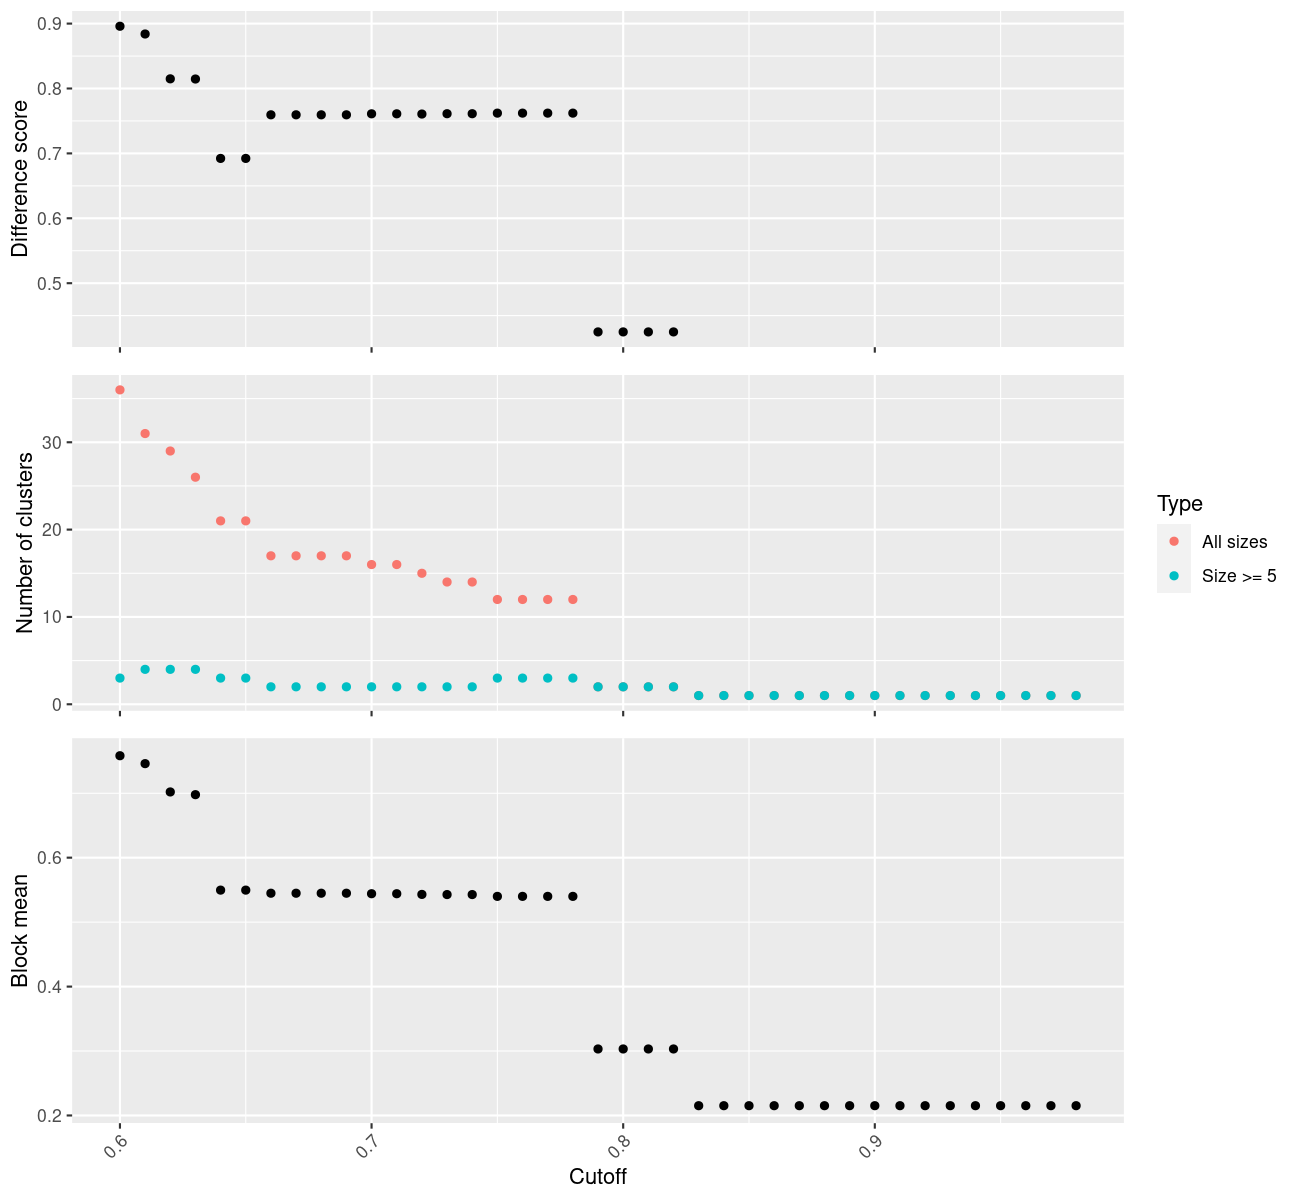 Difference score
0.9
0.8
0.7
0.6
0.5
Number of clusters
30
20
10
0
Type
All sizes
Size >= 5
Block mean
0.6
0.4
0.2
0.6
0.7
0.8
0.9
Cutoff